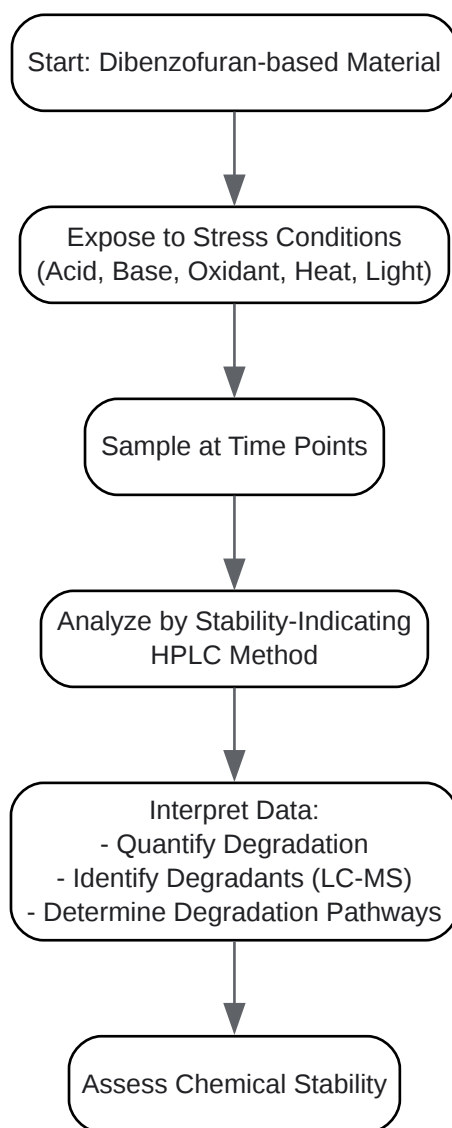 Start: Dibenzofuran-based Material
Expose to Stress Conditions
(Acid, Base, Oxidant, Heat, Light)
Sample at Time Points
Analyze by Stability-Indicating
HPLC Method
Interpret Data:
- Quantify Degradation
- Identify Degradants (LC-MS)
- Determine Degradation Pathways
Assess Chemical Stability